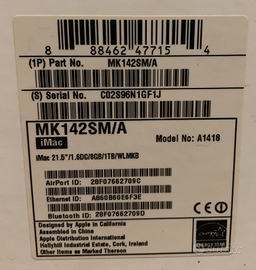 8 88462 47715 4
(1P) Part No. MK142SM/A
(S) Serial No. C02S96N1GF1J
MK142SM/A
iMac
Model No: A1418
iMac 21.5"/1.6DC/8GB/1TB/WLMKB
AirPort ID: 28F07662709C
Ethernet ID: A860B60E6F3E
Bluetooth ID: 28F07662709D
Designed by Apple in California
Assembled in China
Apple Distribution International
Hollyhill Industrial Estate, Cork, Ireland
Other items as marked thereon
ENERGY STAR